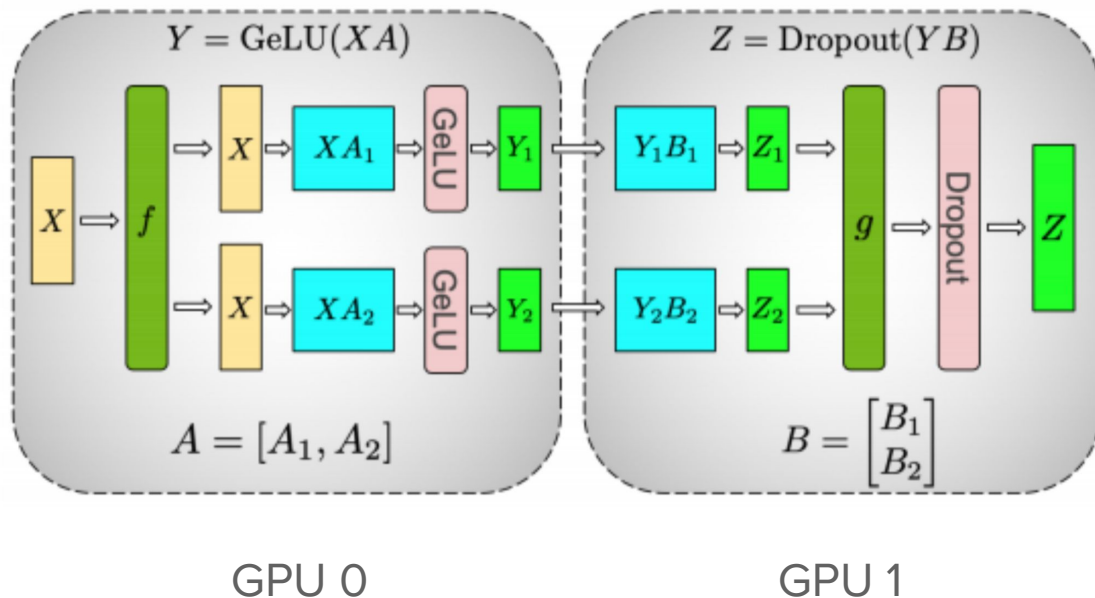 Y = GeLU(XA)
Z = Dropout(YB)
X
f
X
XA₁
GeLU
Y₁
Y₁B₁
Z₁
X
XA₂
GeLU
Y₂
Y₂B₂
Z₂
g
Dropout
Z
A = [A₁, A₂]
B = [B₁
B₂]
GPU 0
GPU 1